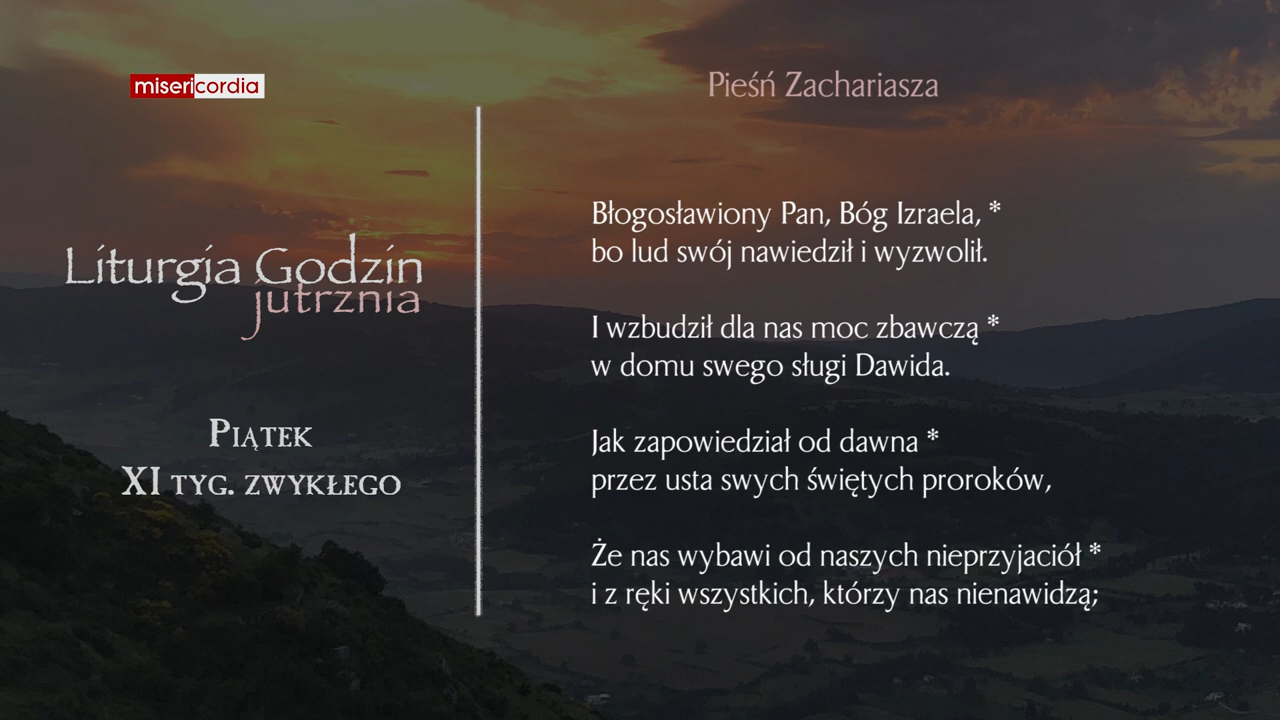 misericordia
Liturgia Godzin
jutrznia
Piątek
XI tyg. zwykłego
Pieśń Zachariasza
Błogosławiony Pan, Bóg Izraela, *
bo lud swój nawiedził i wyzwolił.
I wzbudził dla nas moc zbawczą *
w domu swego sługi Dawida.
Jak zapowiedział od dawna *
przez usta swych świętych proroków,
Że nas wybawi od naszych nieprzyjaciół *
i z ręki wszystkich, którzy nas nienawidzą;